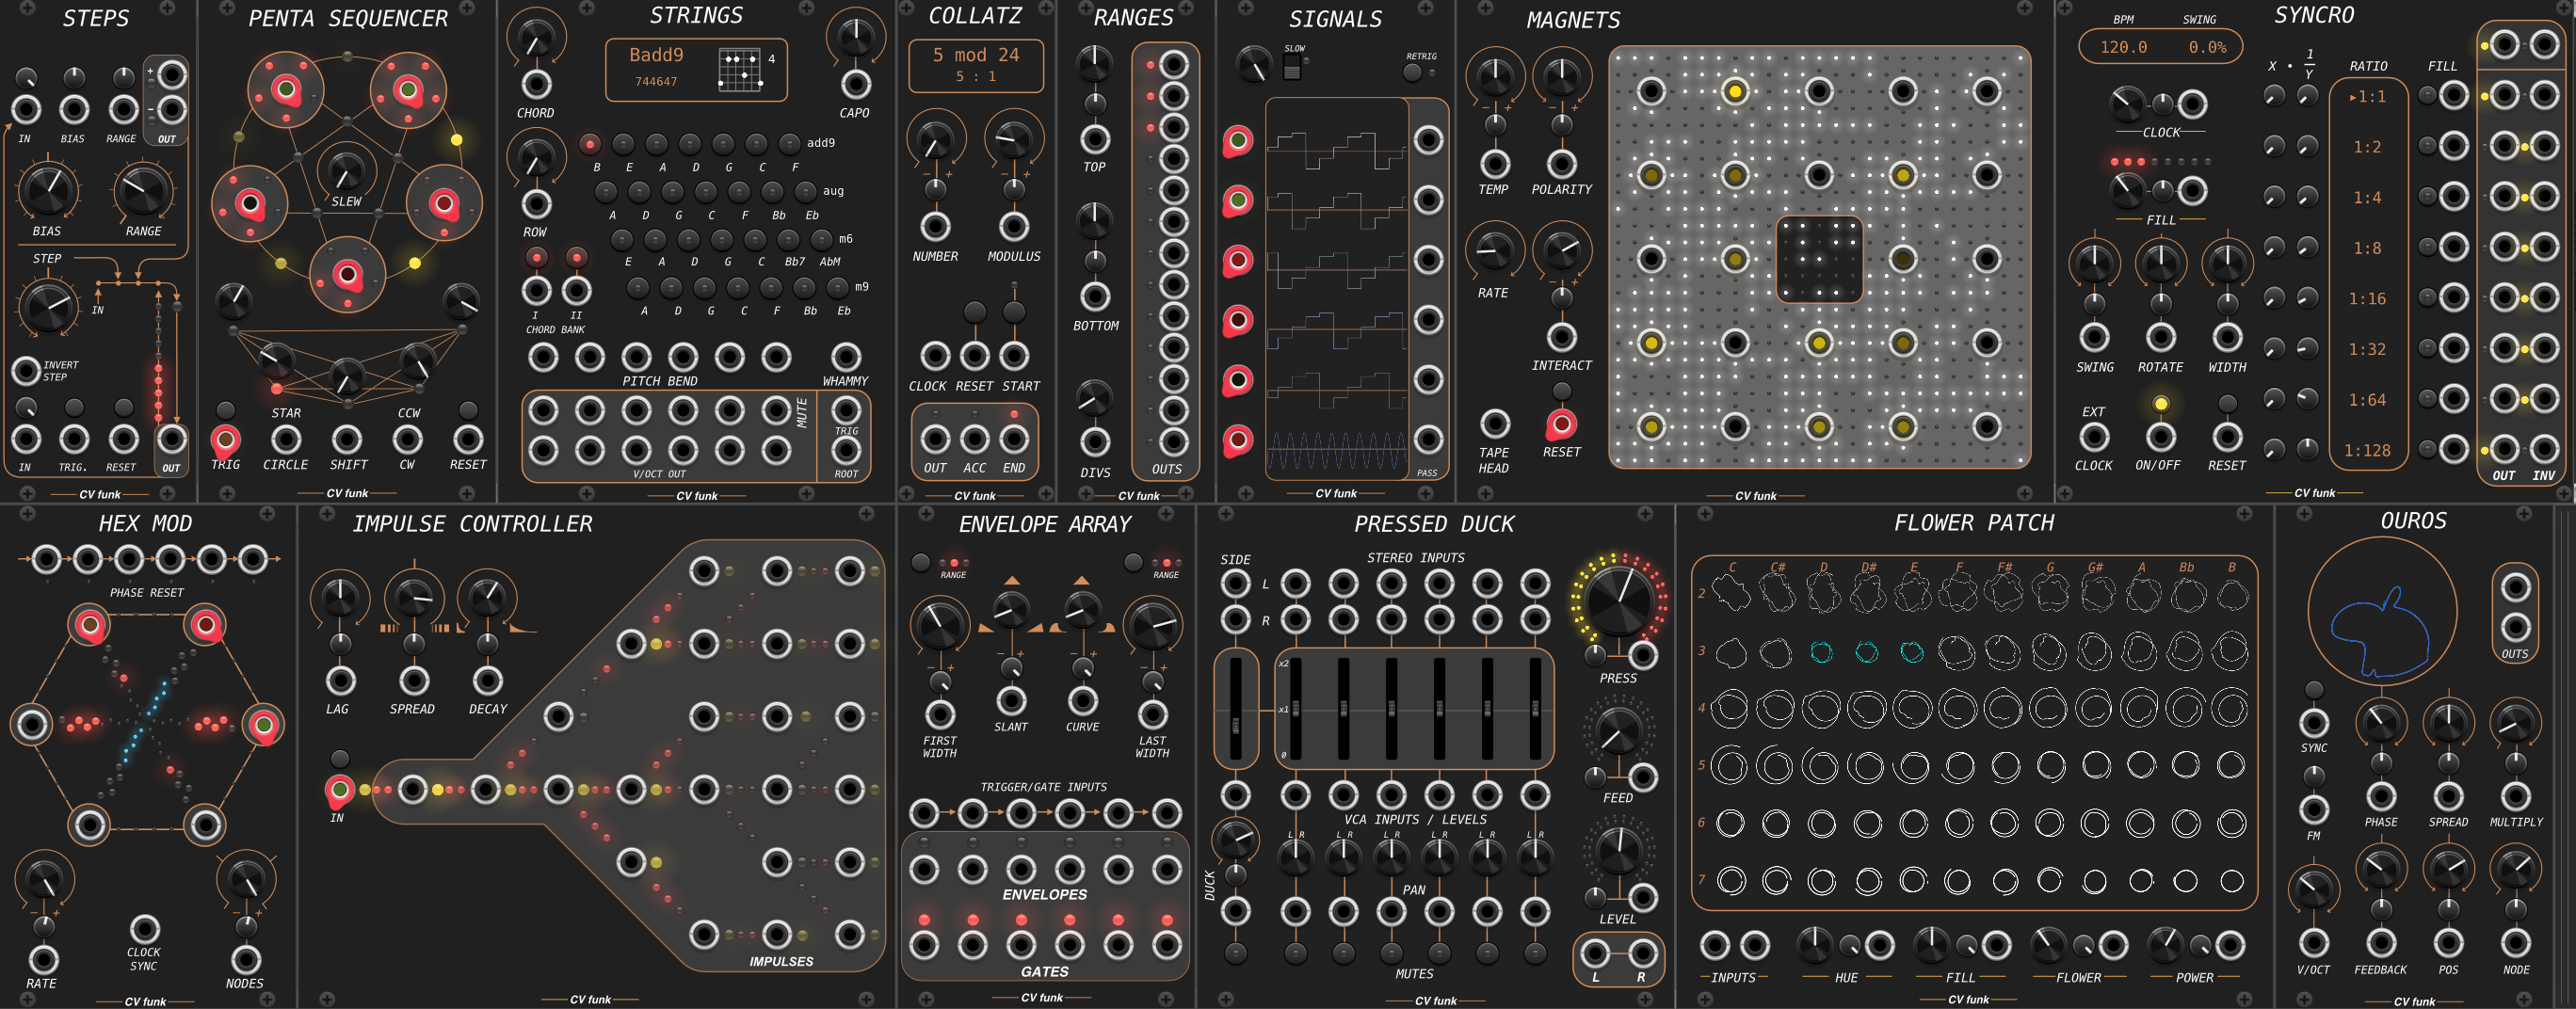 STEPS
IN BIAS RANGE OUT
+
−
BIAS RANGE
STEP
IN
INVERT
STEP
IN TRIG. RESET OUT
CV funk
PENTA SEQUENCER
SLEW
STAR CCW
TRIG CIRCLE SHIFT CW RESET
CV funk
STRINGS
Badd9
744647
4
CHORD CAPO
ROW
add9
B E A D G C F
aug
A D G C F Bb Eb
m6
E A D G C Bb7 AbM
m9
A D G C F Bb Eb
I II
CHORD BANK
PITCH BEND WHAMMY
MUTE
TRIG
V/OCT OUT ROOT
CV funk
COLLATZ
5 mod 24
5 : 1
− + − +
NUMBER MODULUS
CLOCK RESET START
OUT ACC END
CV funk
RANGES
TOP
BOTTOM
DIVS OUTS
CV funk
SIGNALS
SLOW
RETRIG
PASS
CV funk
MAGNETS
− + − +
TEMP POLARITY
− +
RATE
INTERACT
TAPE
HEAD
RESET
CV funk
SYNCRO
BPM SWING
120.0 0.0%
X • 1
Y
RATIO FILL
CLOCK
FILL
▸1:1
1:2
1:4
1:8
1:16
1:32
1:64
1:128
SWING ROTATE WIDTH
EXT
CLOCK ON/OFF RESET
OUT INV
CV funk
HEX MOD
PHASE RESET
− + − +
RATE
CLOCK
SYNC
NODES
CV funk
IMPULSE CONTROLLER
LAG SPREAD DECAY
IN
IMPULSES
CV funk
ENVELOPE ARRAY
RANGE RANGE
− + − +
FIRST
WIDTH
SLANT CURVE
LAST
WIDTH
TRIGGER/GATE INPUTS
ENVELOPES
GATES
CV funk
PRESSED DUCK
SIDE STEREO INPUTS
L
R
x2
x1
0
PRESS
FEED
VCA INPUTS / LEVELS
L R L R L R L R L R L R
DUCK
PAN
LEVEL
MUTES
L R
CV funk
FLOWER PATCH
C C# D D# E F F# G G# A Bb B
2
3
4
5
6
7
INPUTS HUE FILL FLOWER POWER
CV funk
OUROS
OUTS
SYNC
FM
PHASE SPREAD MULTIPLY
V/OCT FEEDBACK POS NODE
CV funk